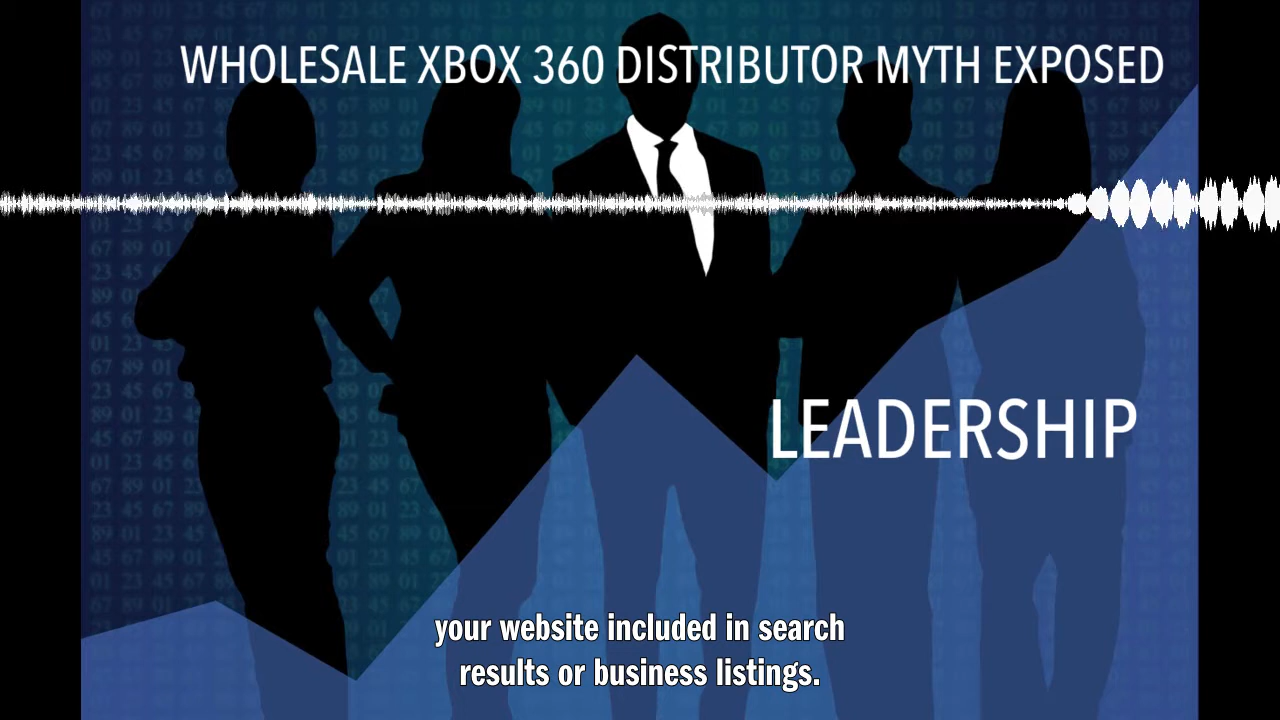 WHOLESALE XBOX 360 DISTRIBUTOR MYTH EXPOSED
LEADERSHIP
your website included in search
results or business listings.